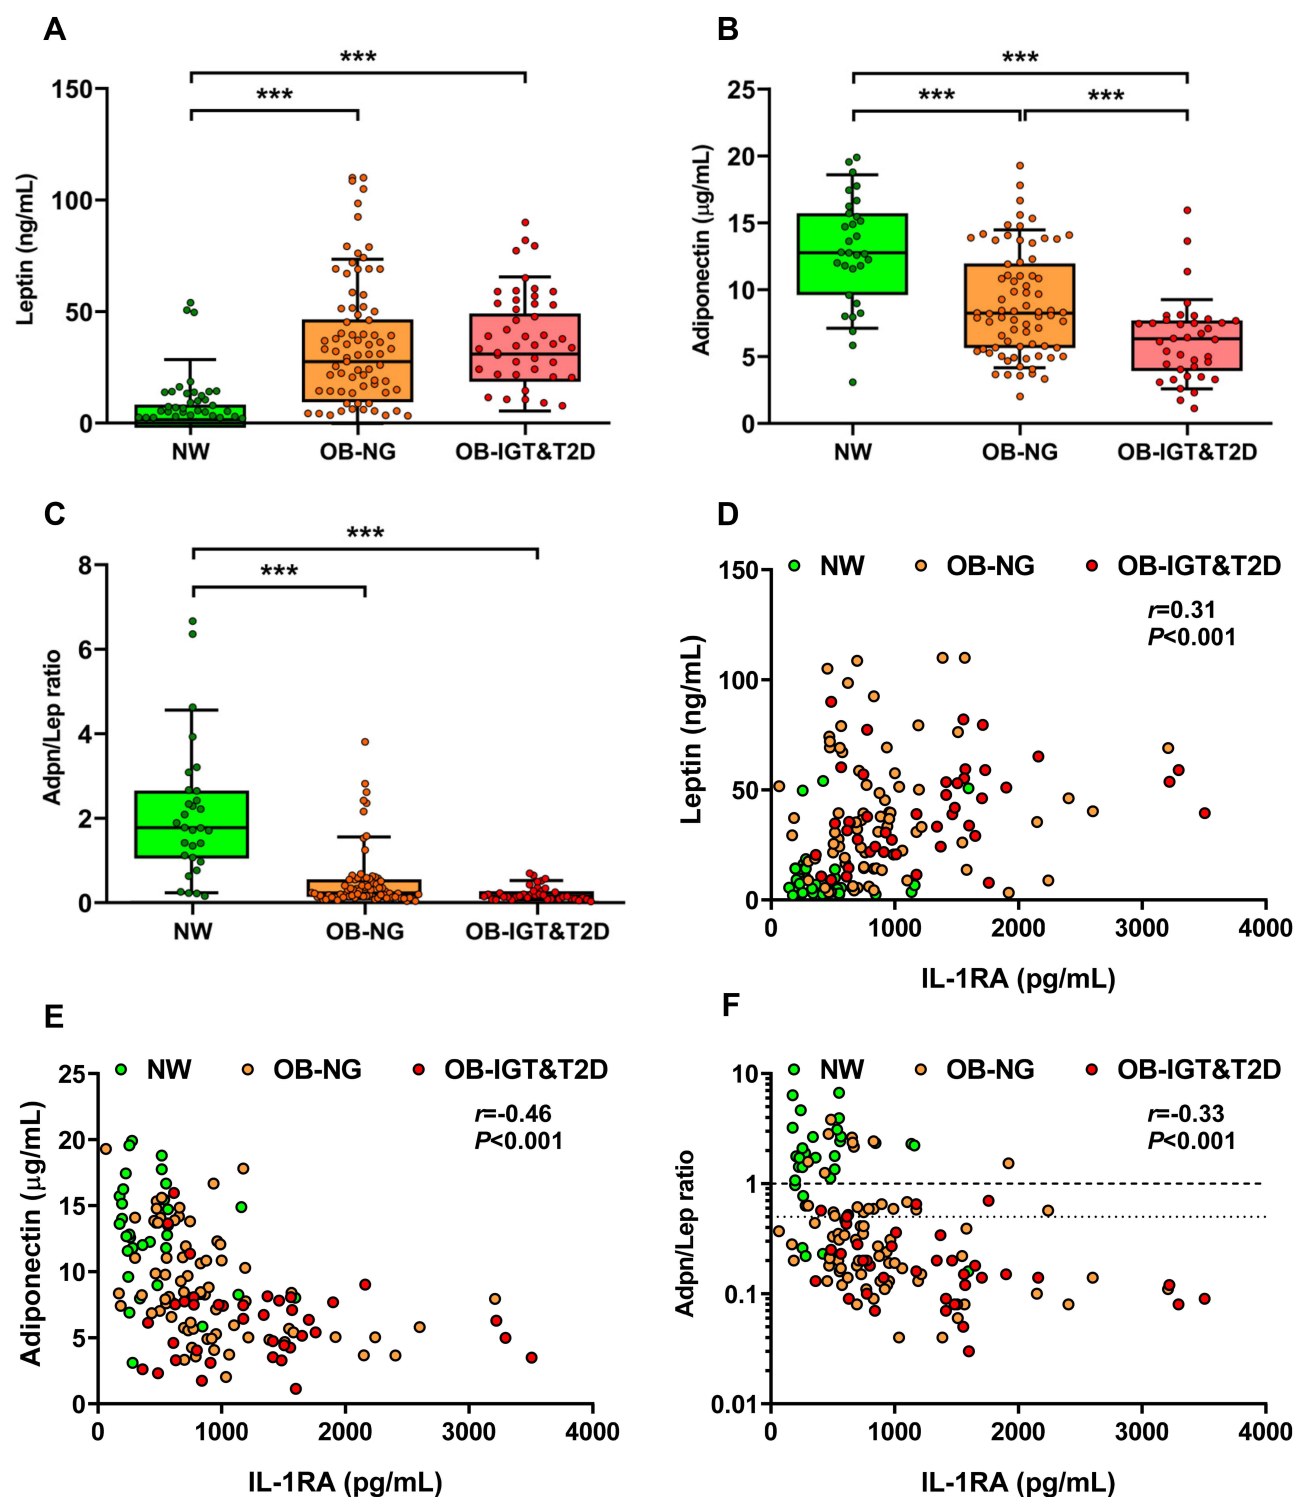 A
***
***
150
100
50
0
Leptin (ng/mL)
NW
OB-NG
OB-IGT&T2D
B
***
***
***
25
20
15
10
5
0
Adiponectin (μg/mL)
NW
OB-NG
OB-IGT&T2D
C
***
***
8
6
4
2
0
Adpn/Lep ratio
NW
OB-NG
OB-IGT&T2D
D
NW
OB-NG
OB-IGT&T2D
r=0.31
P<0.001
150
100
50
0
Leptin (ng/mL)
0
1000
2000
3000
4000
IL-1RA (pg/mL)
E
NW
OB-NG
OB-IGT&T2D
r=-0.46
P<0.001
25
20
15
10
5
0
Adiponectin (μg/mL)
0
1000
2000
3000
4000
IL-1RA (pg/mL)
F
NW
OB-NG
OB-IGT&T2D
r=-0.33
P<0.001
10
1
0.1
0.01
Adpn/Lep ratio
0
1000
2000
3000
4000
IL-1RA (pg/mL)